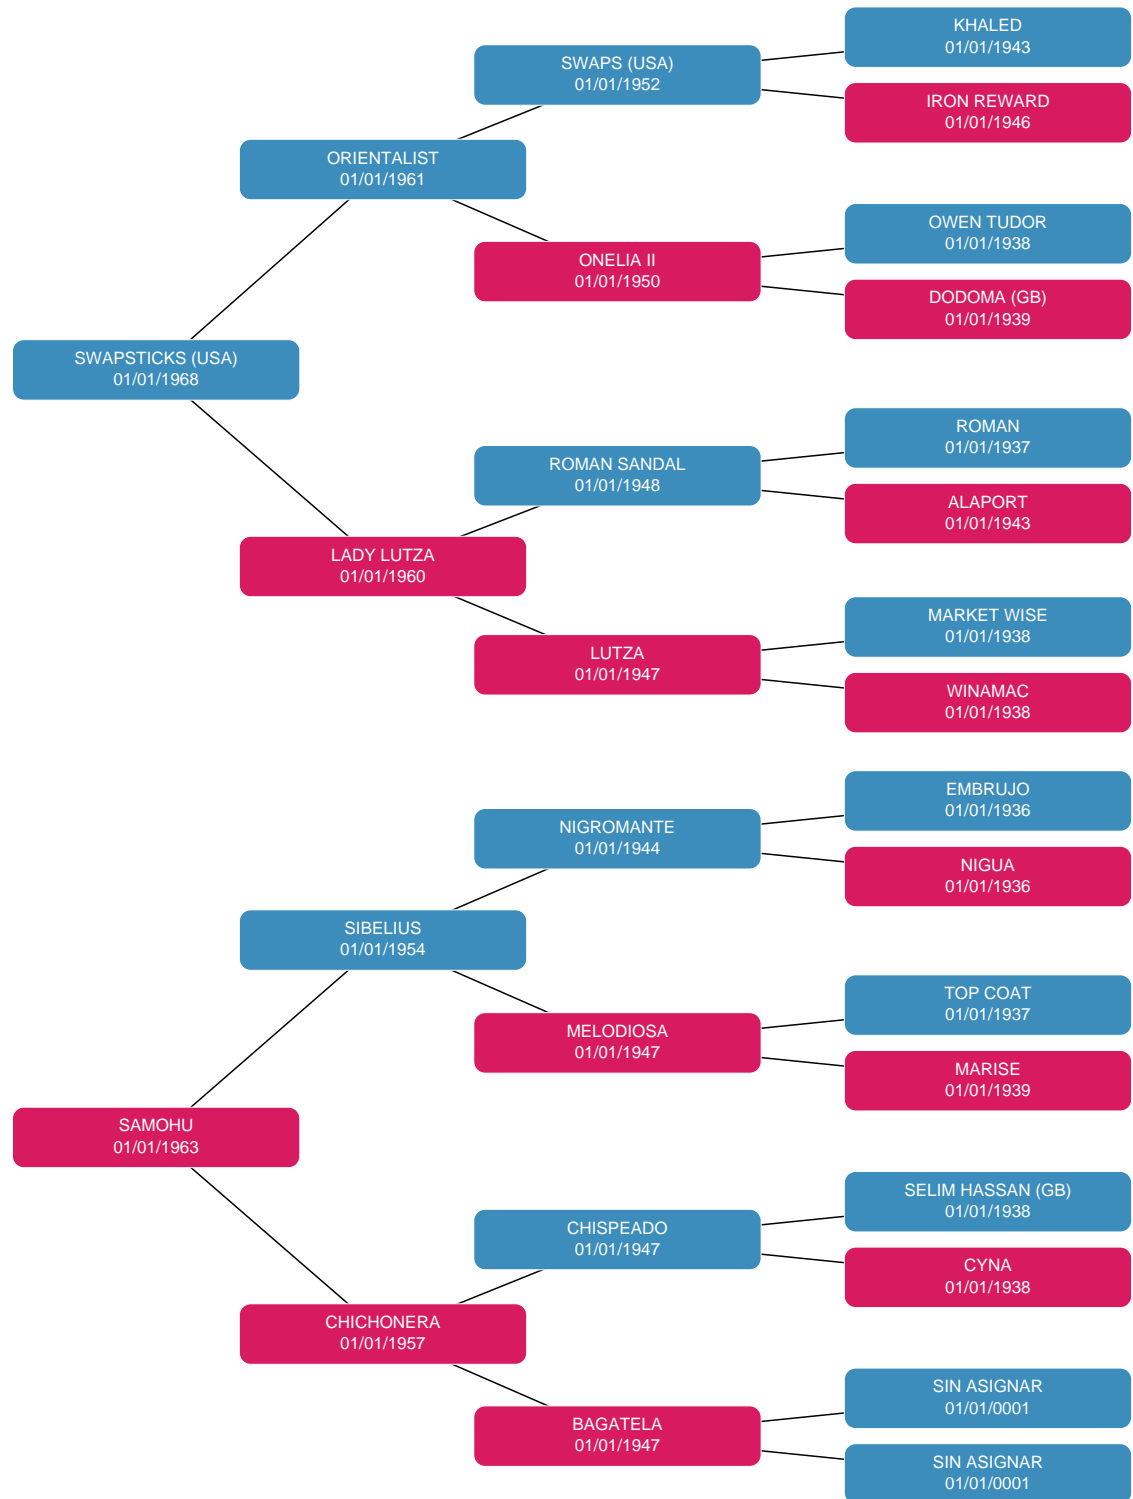 KHALED
01/01/1943
SWAPS (USA)
01/01/1952
IRON REWARD
01/01/1946
ORIENTALIST
01/01/1961
OWEN TUDOR
01/01/1938
ONELIA II
01/01/1950
DODOMA (GB)
01/01/1939
SWAPSTICKS (USA)
01/01/1968
ROMAN
01/01/1937
ROMAN SANDAL
01/01/1948
ALAPORT
01/01/1943
LADY LUTZA
01/01/1960
MARKET WISE
01/01/1938
LUTZA
01/01/1947
WINAMAC
01/01/1938
EMBRUJO
01/01/1936
NIGROMANTE
01/01/1944
NIGUA
01/01/1936
SIBELIUS
01/01/1954
TOP COAT
01/01/1937
MELODIOSA
01/01/1947
MARISE
01/01/1939
SAMOHU
01/01/1963
SELIM HASSAN (GB)
01/01/1938
CHISPEADO
01/01/1947
CYNA
01/01/1938
CHICHONERA
01/01/1957
SIN ASIGNAR
01/01/0001
BAGATELA
01/01/1947
SIN ASIGNAR
01/01/0001